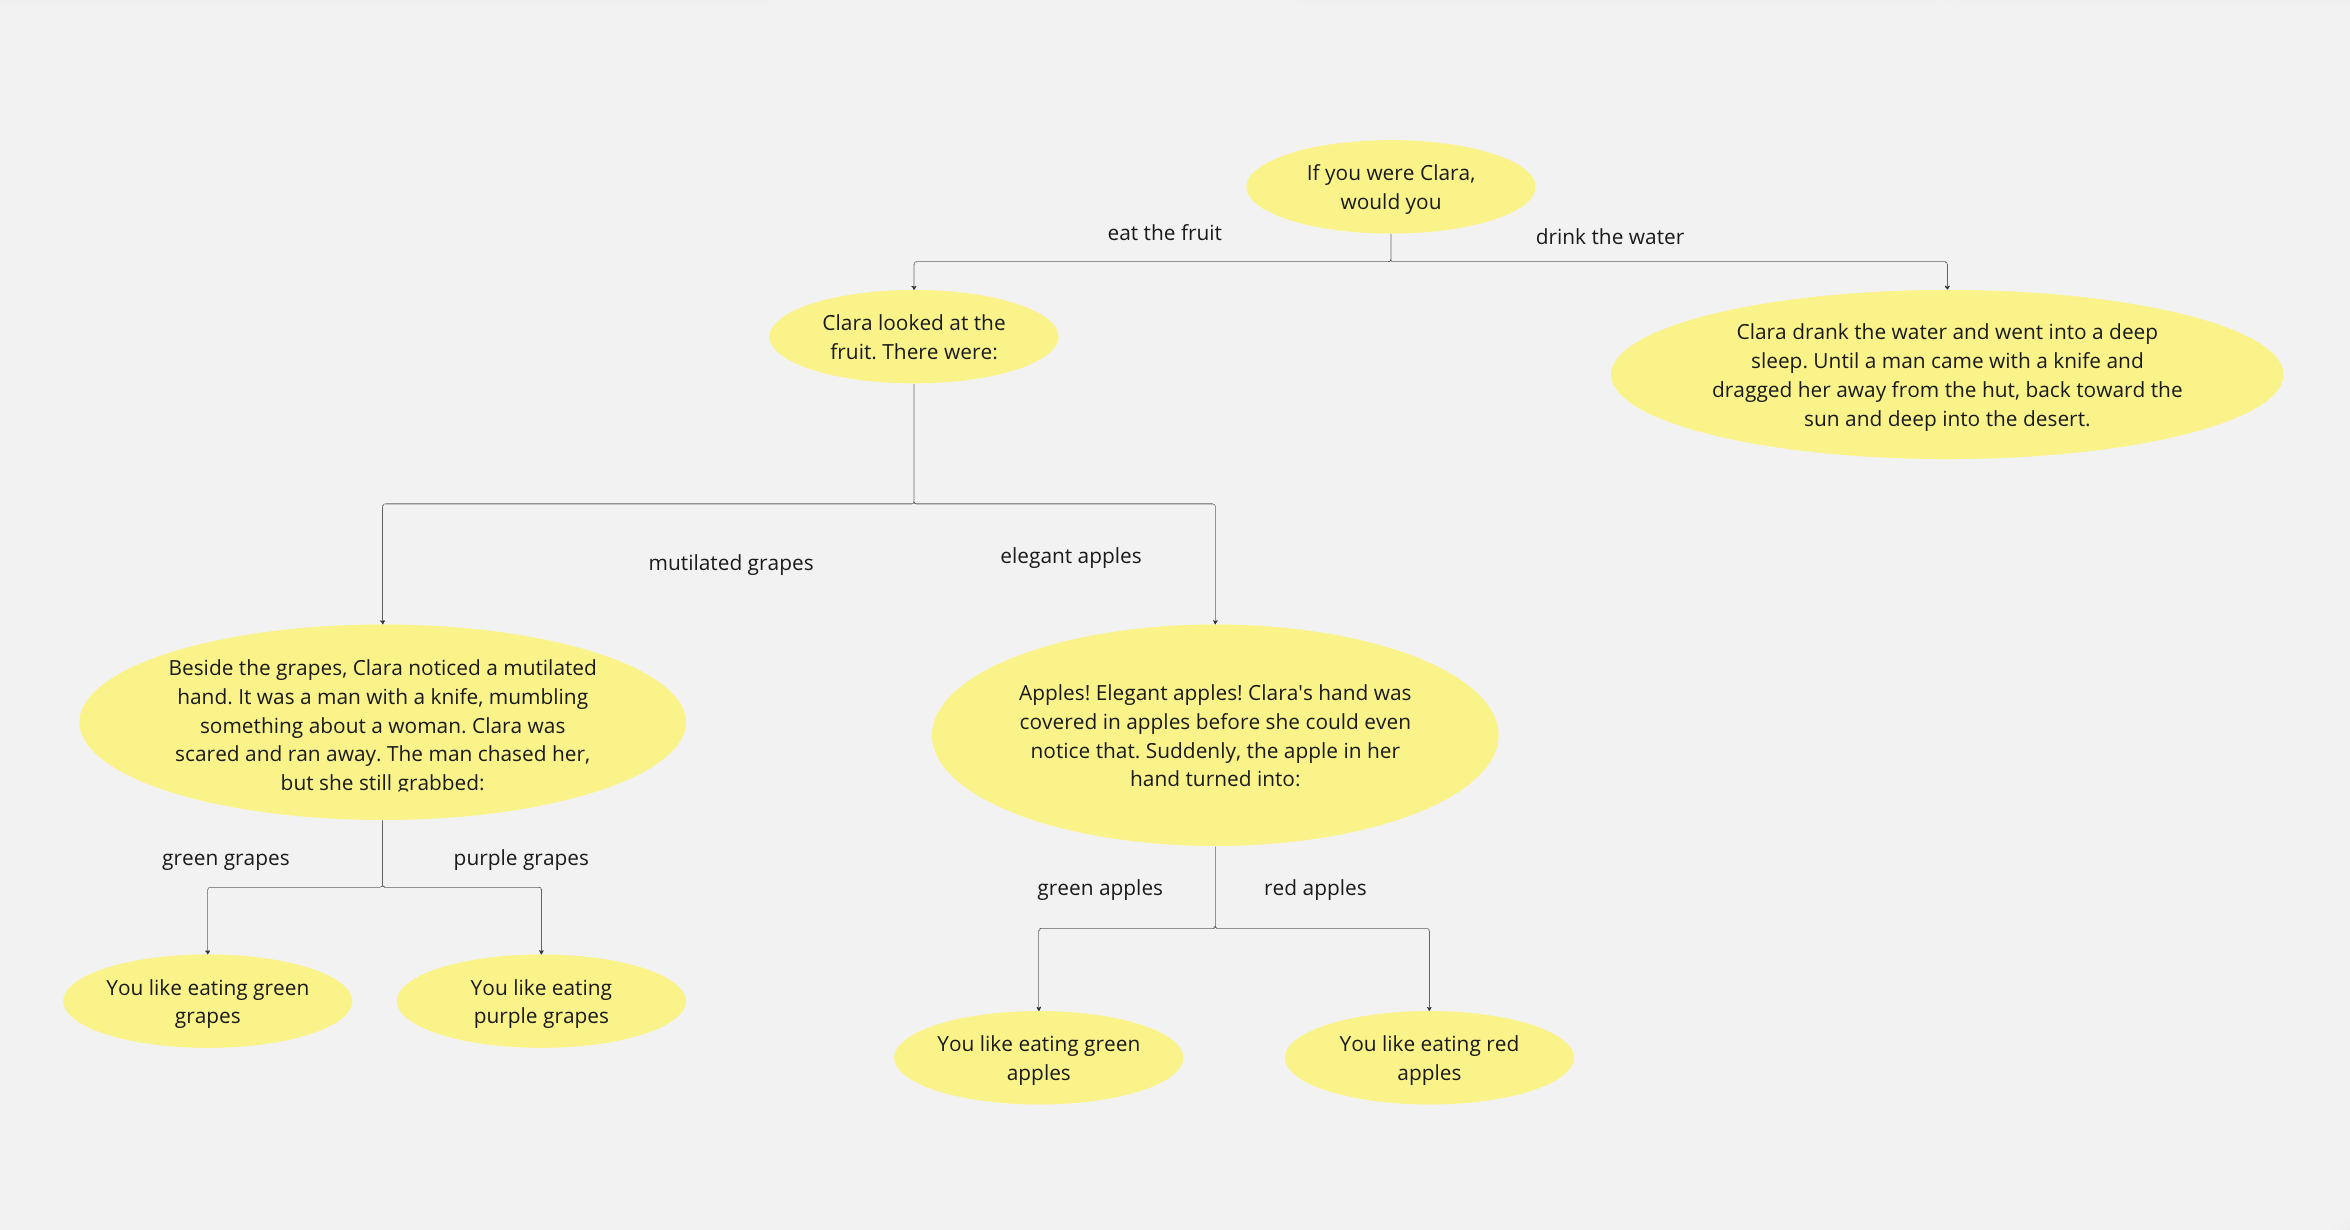 If you were Clara,
would you
eat the fruit
drink the water
Clara looked at the
fruit. There were:
Clara drank the water and went into a deep
sleep. Until a man came with a knife and
dragged her away from the hut, back toward the
sun and deep into the desert.
mutilated grapes
elegant apples
Beside the grapes, Clara noticed a mutilated
hand. It was a man with a knife, mumbling
something about a woman. Clara was
scared and ran away. The man chased her,
but she still grabbed:
Apples! Elegant apples! Clara's hand was
covered in apples before she could even
notice that. Suddenly, the apple in her
hand turned into:
green grapes
purple grapes
green apples
red apples
You like eating green
grapes
You like eating
purple grapes
You like eating green
apples
You like eating red
apples